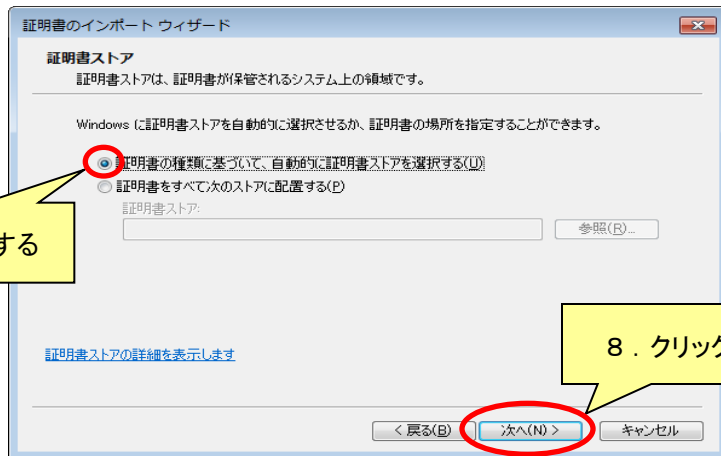 証明書のインポート ウィザード
証明書ストア
証明書ストアは、証明書が保管されるシステム上の領域です。
Windows に証明書ストアを自動的に選択させるか、証明書の場所を指定することができます。
証明書の種類に基づいて、自動的に証明書ストアを選択する(U)
証明書をすべて次のストアに配置する(P)
証明書ストア:
参照(R)...
する
証明書ストアの詳細を表示します
８．クリック
< 戻る(B)
次へ(N) >
キャンセル